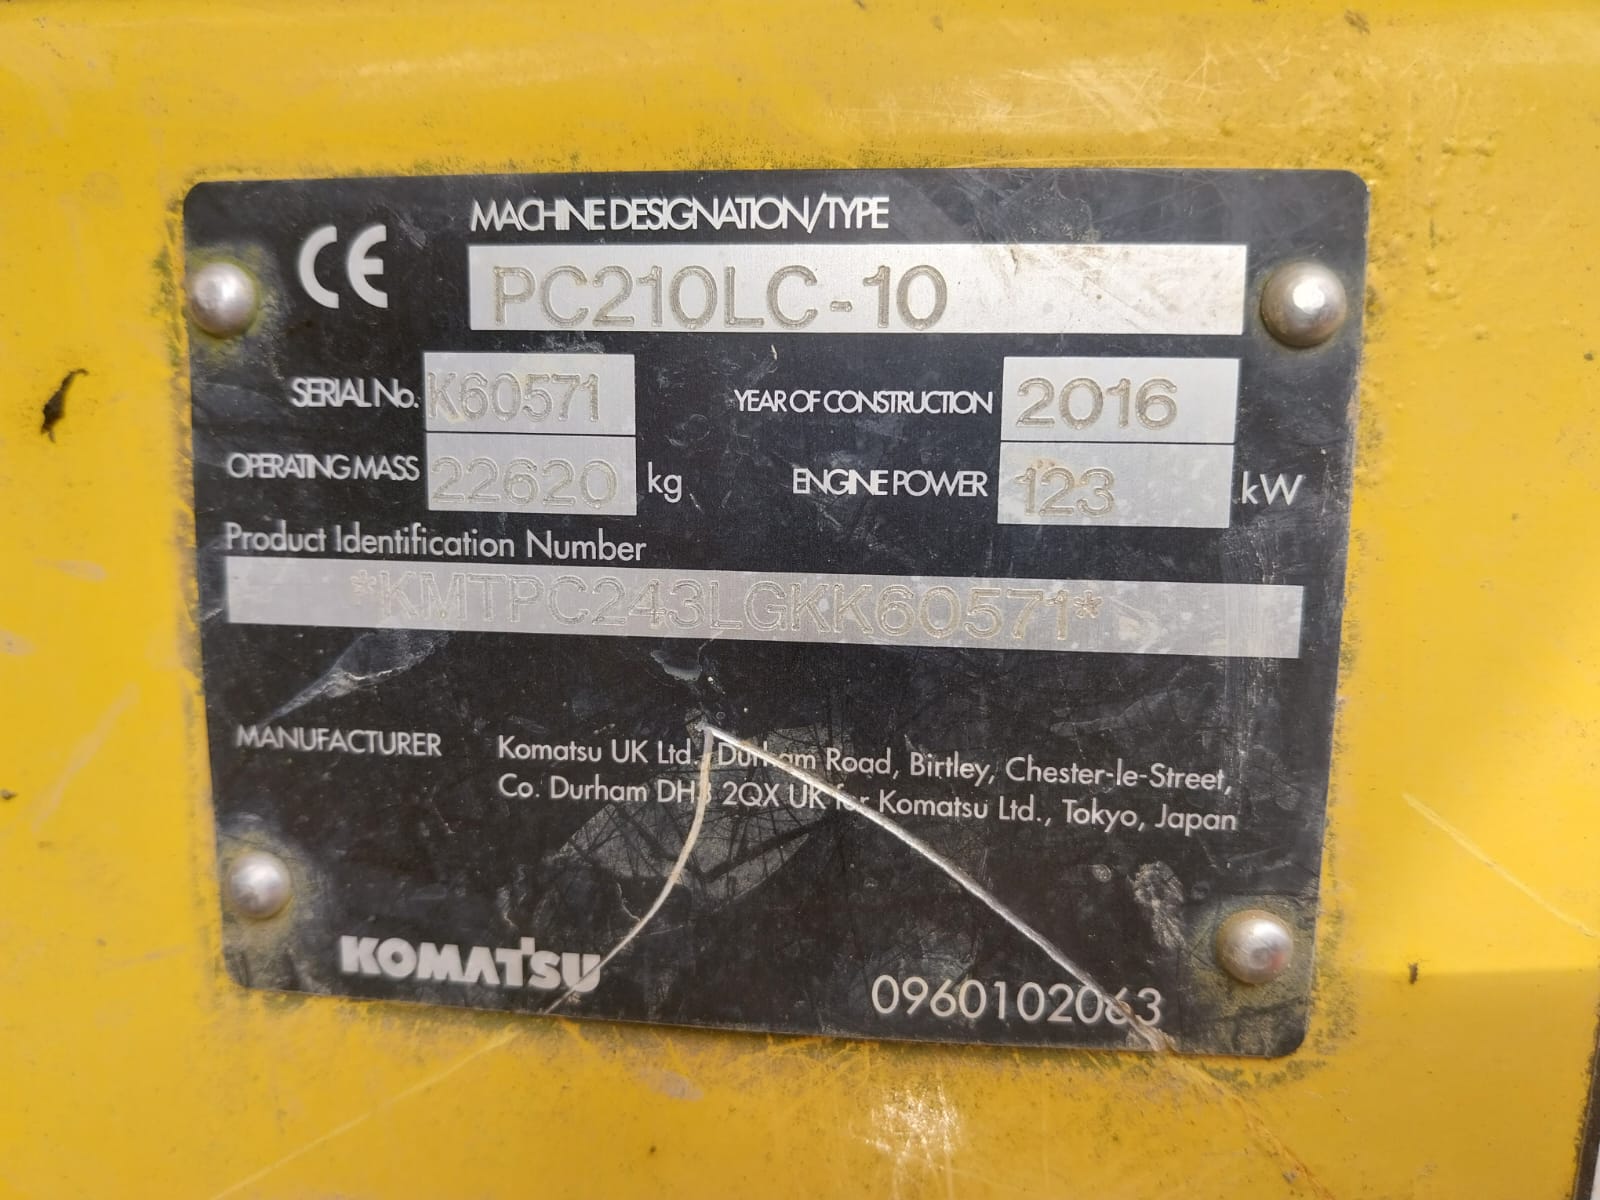 CE
MACHINE DESIGNATION/TYPE
PC210LC-10
SERIAL No. K60571
YEAR OF CONSTRUCTION 2016
OPERATING MASS 22620 kg
ENGINE POWER 123 kW
Product Identification Number
*KMTPC243LGKK60571*
MANUFACTURER
Komatsu UK Ltd., Durham Road, Birtley, Chester-le-Street,
Co. Durham DH3 2QX UK for Komatsu Ltd., Tokyo, Japan
KOMATSU
0960102063